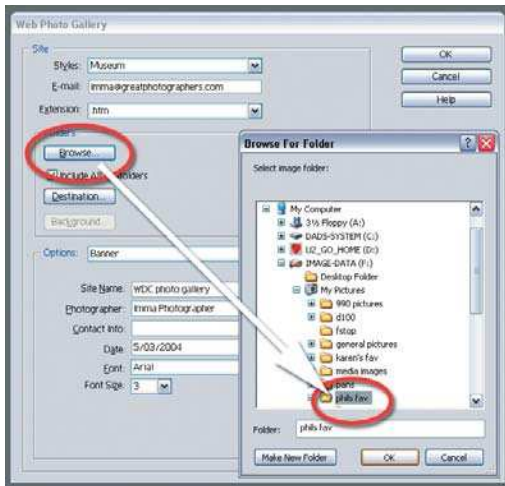 Web Photo Gallery
Site
Styles: Museum
E-mail: imma@greatphotographers.com
Extension: .htm
OK
Cancel
Help
Folders
Browse...
Include All
folders
Destination...
Background...
Options: Banner
Site Name: WDC photo gallery
Photographer: Imma Photographer
Contact Info:
Date: 5/03/2004
Font: Arial
Font Size: 3
Browse For Folder
Select image folder:
My Computer
3½ Floppy (A:)
DADS-SYSTEM (C:)
U2_GO_HOME (D:)
IMAGE-DATA (F:)
Desktop Folder
My Pictures
990 pictures
d100
fstop
general pictures
karen's fav
media images
pans
phils fav
Folder: phils fav
Make New Folder
OK
Cancel